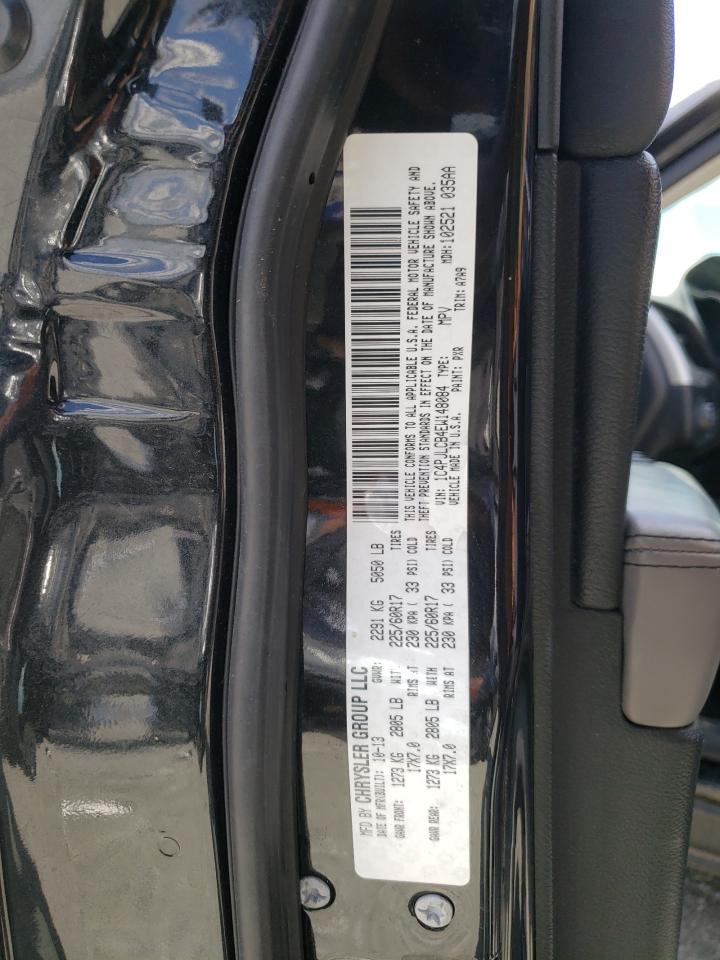 MFD BY CHRYSLER GROUP LLC
DATE OF MFR(BUILT): 10-13 GVWR: 2291 KG 5050 LB
GAWR FRONT: 1273 KG 2805 LB WITH 225/60R17 TIRES
17X7.0 RIMS AT 230 KPA ( 33 PSI) COLD
GAWR REAR: 1273 KG 2805 LB WITH 225/60R17 TIRES
17X7.0 RIMS AT 230 KPA ( 33 PSI) COLD
THIS VEHICLE CONFORMS TO ALL APPLICABLE U.S.A. FEDERAL MOTOR VEHICLE SAFETY AND
THEFT PREVENTION STANDARDS IN EFFECT ON THE DATE OF MANUFACTURE SHOWN ABOVE.
VIN: 1C4PJLCB4EW148084 TYPE: MPV MDH:102521 035AA
VEHICLE MADE IN U.S.A. PAINT: PXR TRIM: A7A9